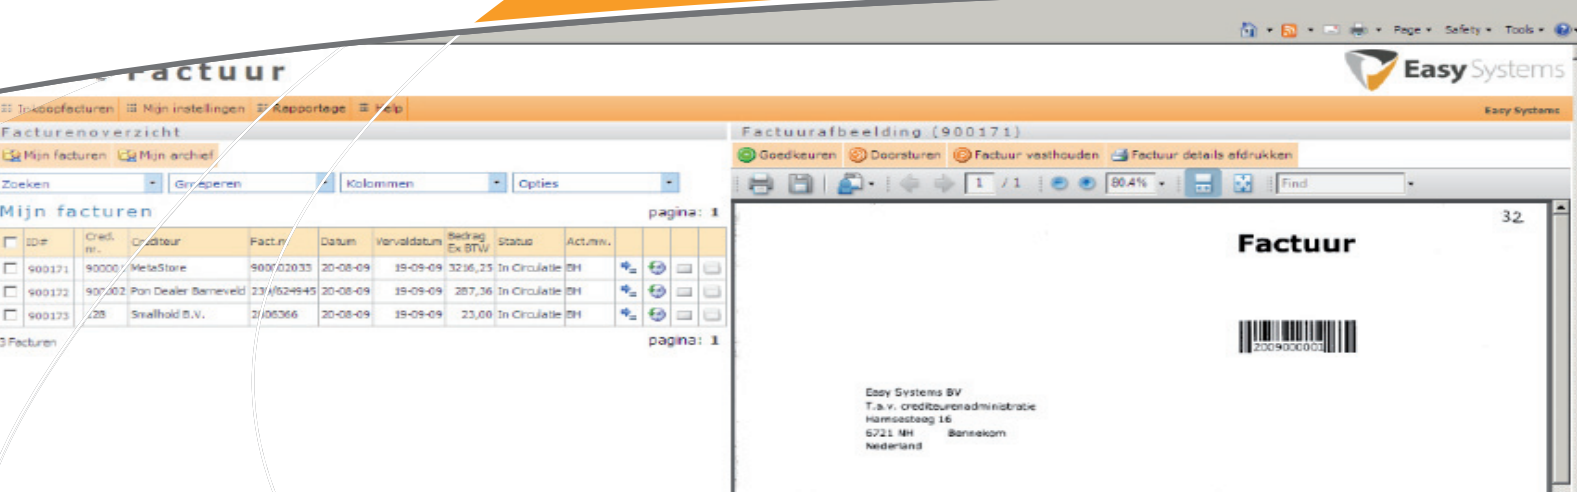 Page Safety Tools
Factuur
Easy Systems
Inkoopfacturen Mijn instellingen Rapportage Help
Easy Systems
Facturenoverzicht
Factuurafbeelding (900171)
Mijn facturen Mijn archief
Goedkeuren Doorsturen Factuur vasthouden Factuur details afdrukken
Zoeken Groeperen Kolommen Opties
1 / 1 80.4% Find
Mijn facturen pagina: 1
32
Factuur
ID# Cred. nr. Crediteur Fact.nr Datum Vervaldatum Bedrag Ex BTW Status Act.mw.
900171 MetaStore 20-08-09 19-09-09 3216,25 In Circulatie BH
900172 Pon Dealer Barneveld 20-08-09 19-09-09 287,36 In Circulatie BH
900173 Smallhold B.V. 20-08-09 19-09-09 23,00 In Circulatie BH
3 Facturen pagina: 1
2009000001
Easy Systems BV
T.a.v. crediteurenadministratie
Harnsesteeg 16
6721 NH Bennekom
Nederland